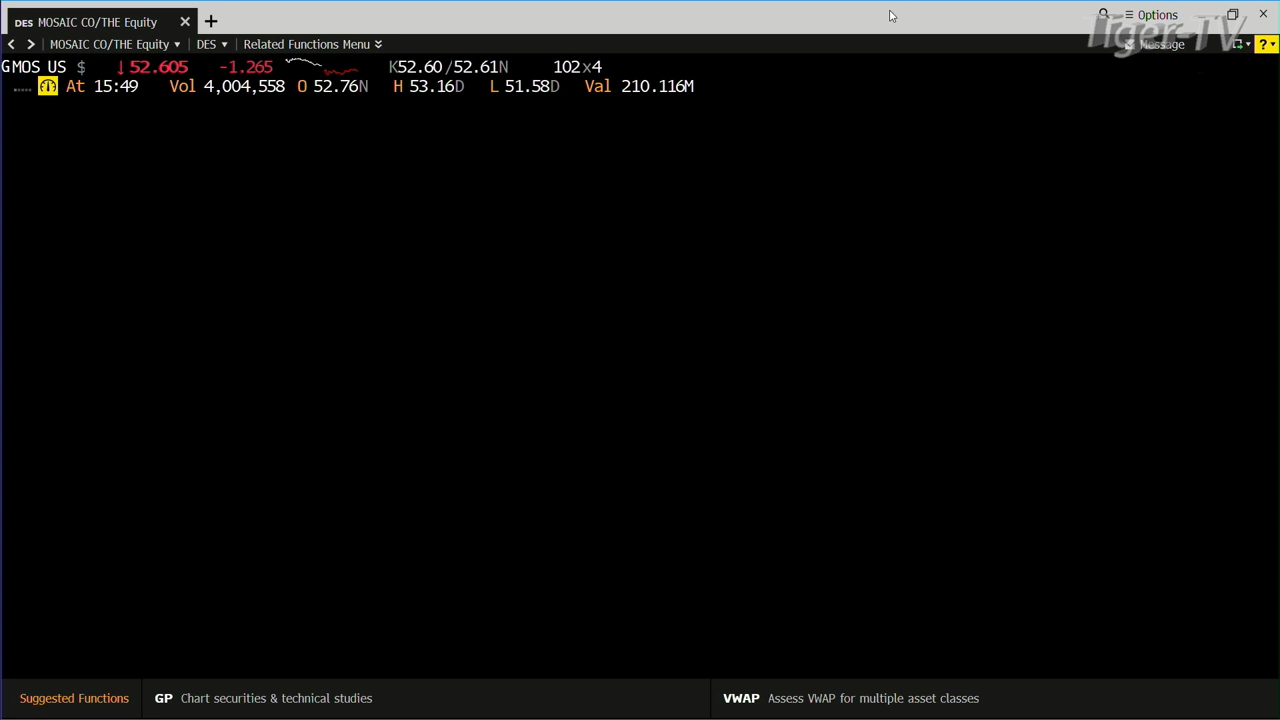 DES MOSAIC CO/THE Equity × +
Options
Tiger-TV
< > MOSAIC CO/THE Equity ▾ DES ▾ Related Functions Menu
Message ? ▾
GMOS US $ ↓52.605 -1.265 K52.60/52.61N 102x4
At 15:49 Vol 4,004,558 O 52.76N H 53.16D L 51.58D Val 210.116M
Suggested Functions GP Chart securities & technical studies VWAP Assess VWAP for multiple asset classes